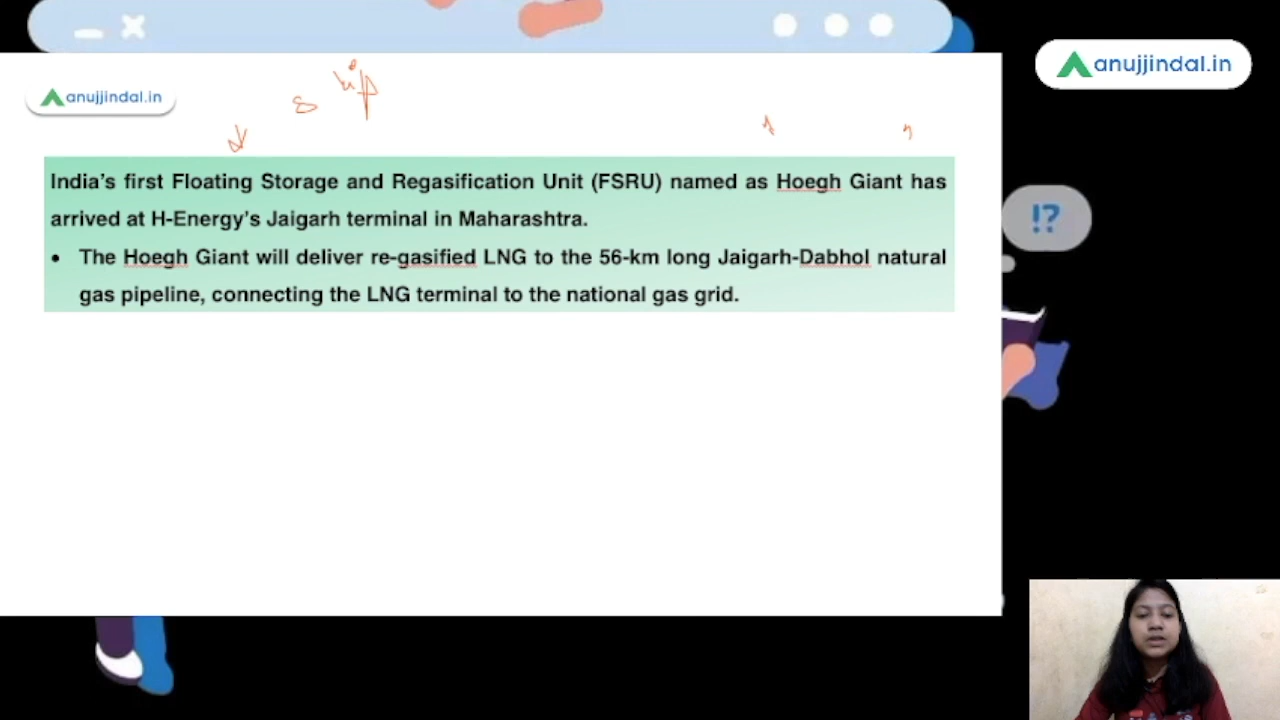 anujjindal.in
anujjindal.in
ship
India's first Floating Storage and Regasification Unit (FSRU) named as Hoegh Giant has
arrived at H-Energy's Jaigarh terminal in Maharashtra.
!?
• The Hoegh Giant will deliver re-gasified LNG to the 56-km long Jaigarh-Dabhol natural
gas pipeline, connecting the LNG terminal to the national gas grid.